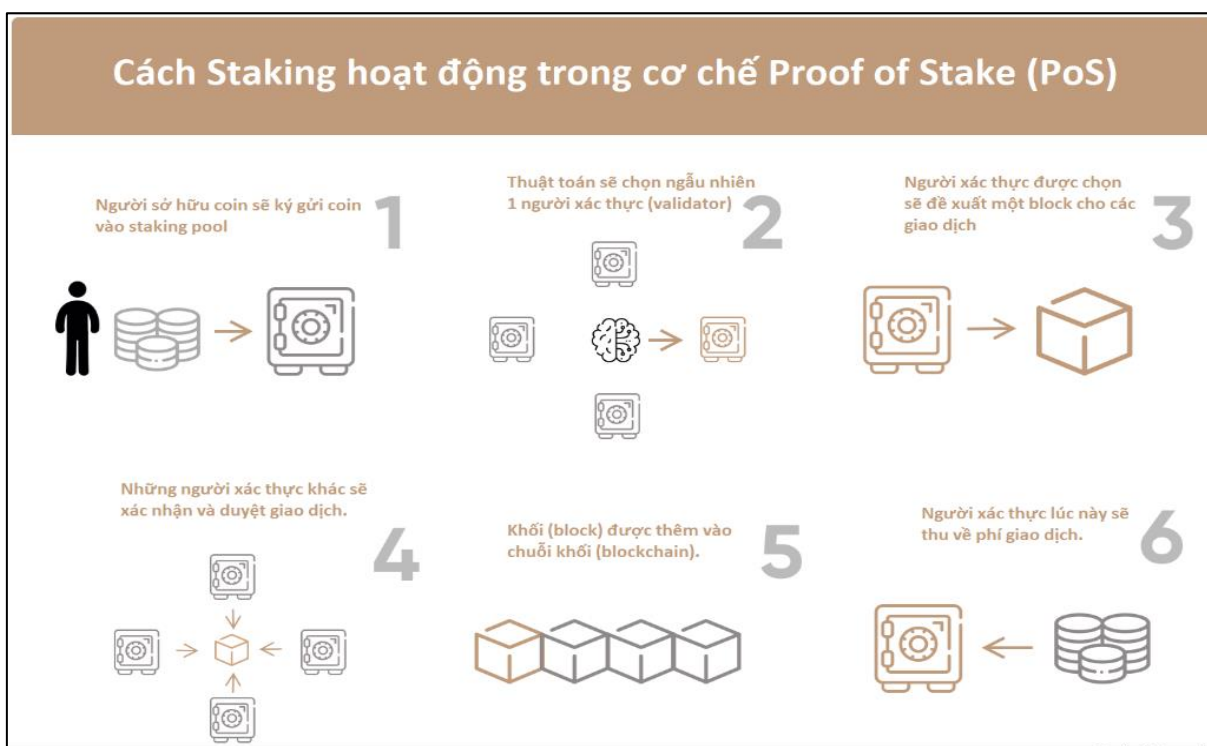 Cách Staking hoạt động trong cơ chế Proof of Stake (PoS)
Người sở hữu coin sẽ ký gửi coin
vào staking pool
1
Thuật toán sẽ chọn ngẫu nhiên
1 người xác thực (validator)
2
Người xác thực được chọn
sẽ đề xuất một block cho các
giao dịch
3
Những người xác thực khác sẽ
xác nhận và duyệt giao dịch.
4
Khối (block) được thêm vào
chuỗi khối (blockchain).
5
Người xác thực lúc này sẽ
thu về phí giao dịch.
6